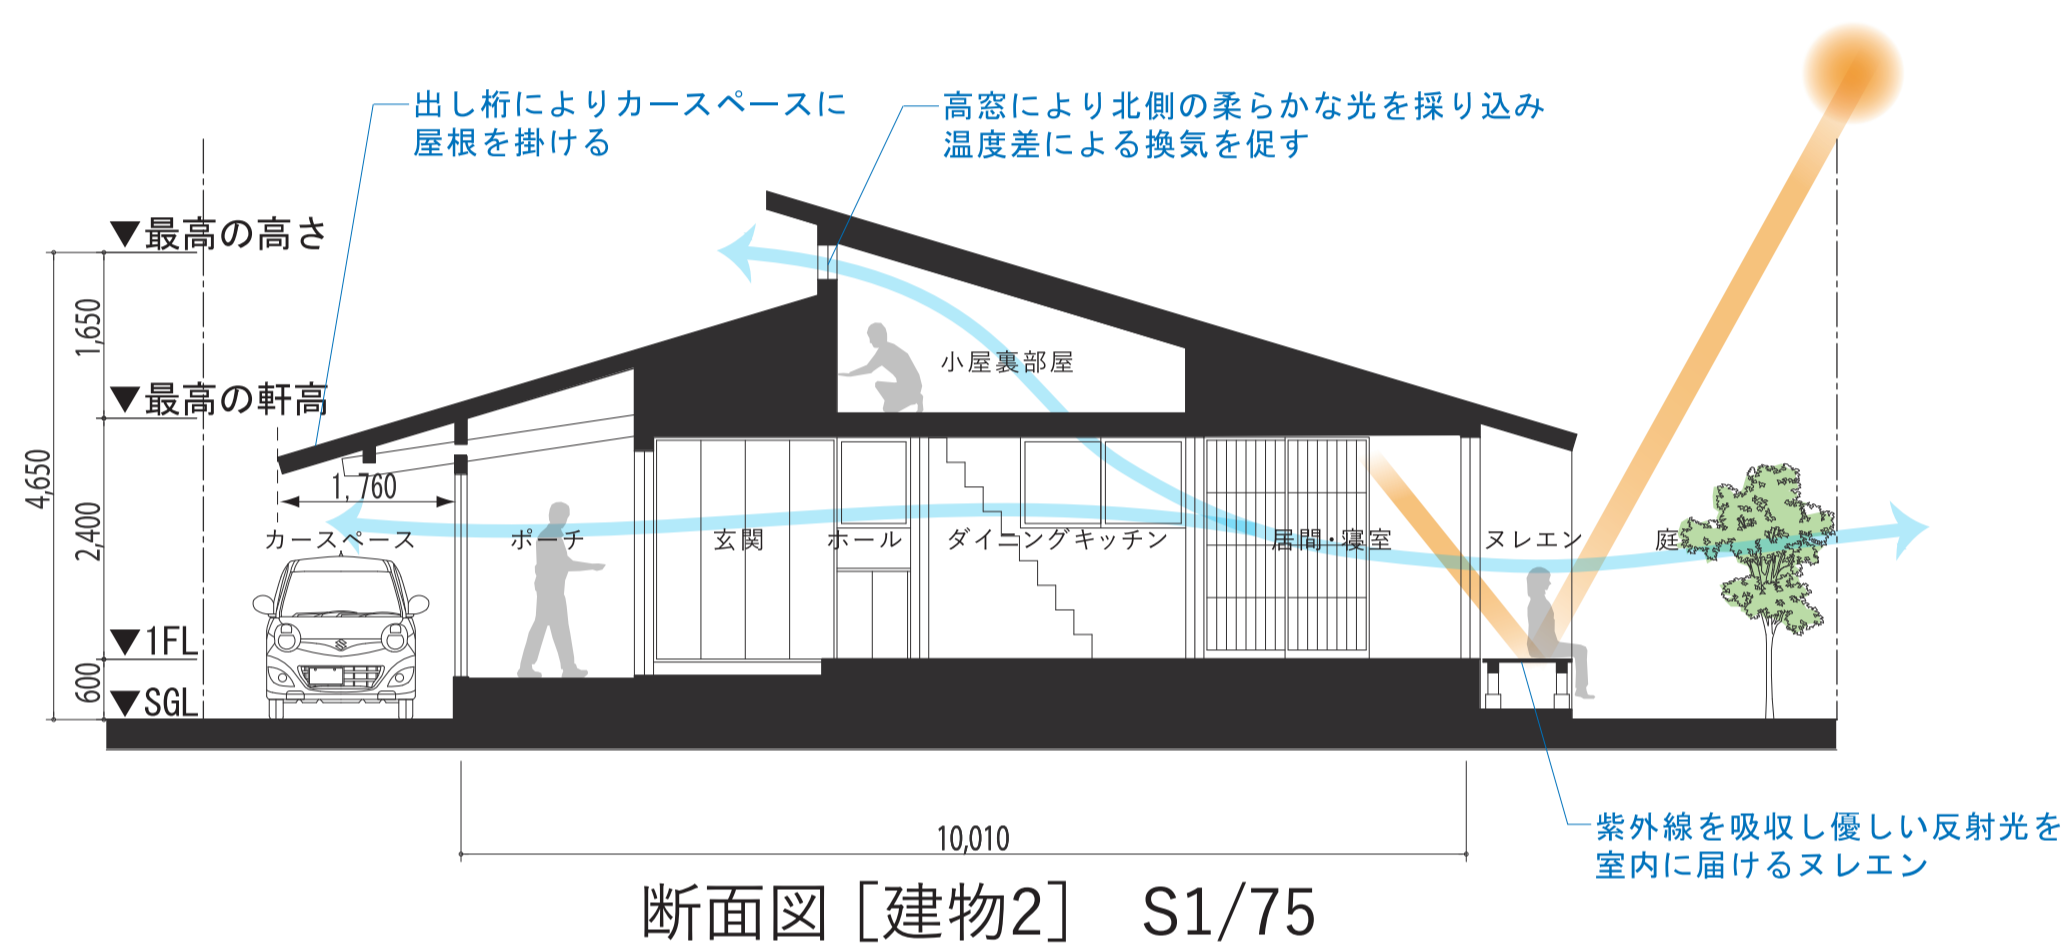 出し桁によりカースペースに
屋根を掛ける
高窓により北側の柔らかな光を採り込み
温度差による換気を促す
▼最高の高さ
1,650
▼最高の軒高
4,650
2,400
1,760
小屋裏部屋
カースペース
ポーチ
玄関
ホール
ダイニングキッチン
居間・寝室
ヌレエン
庭
▼1FL
600
▼SGL
10,010
紫外線を吸収し優しい反射光を
室内に届けるヌレエン
断面図［建物2］ S1/75